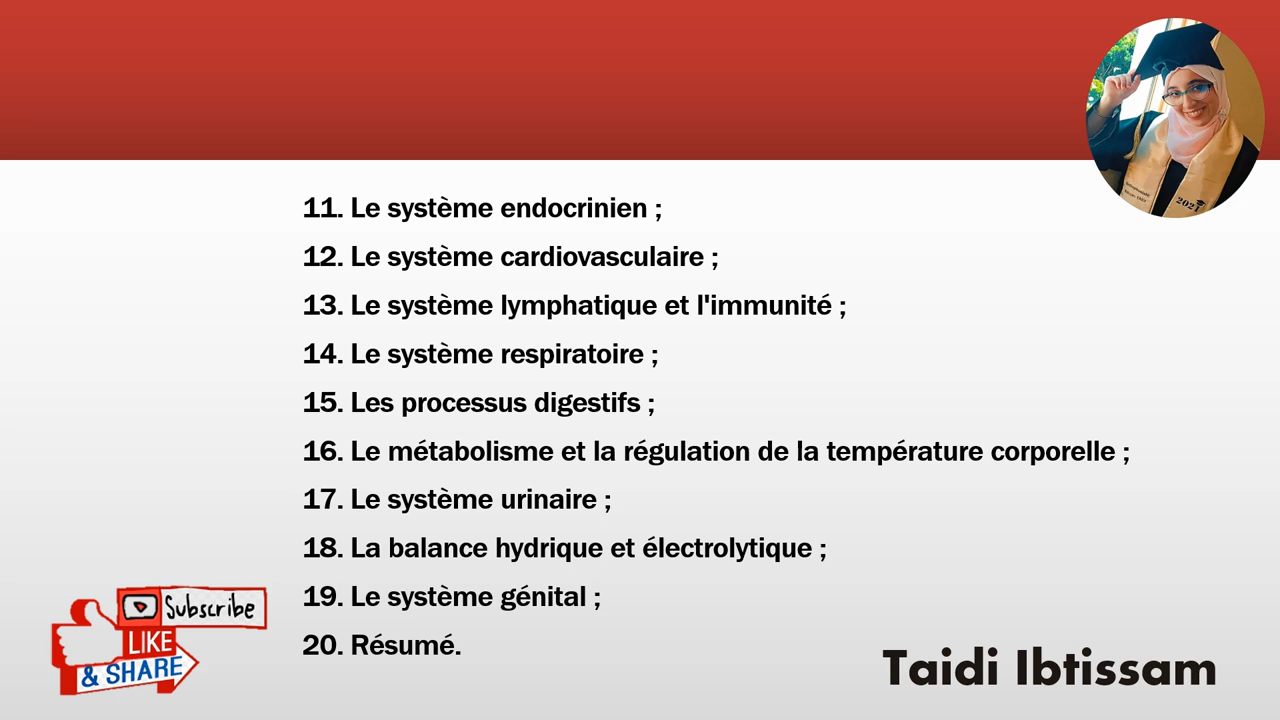 2021
11. Le système endocrinien ;
12. Le système cardiovasculaire ;
13. Le système lymphatique et l'immunité ;
14. Le système respiratoire ;
15. Les processus digestifs ;
16. Le métabolisme et la régulation de la température corporelle ;
17. Le système urinaire ;
18. La balance hydrique et électrolytique ;
19. Le système génital ;
20. Résumé.
Subscribe
LIKE
& SHARE
Taidi Ibtissam